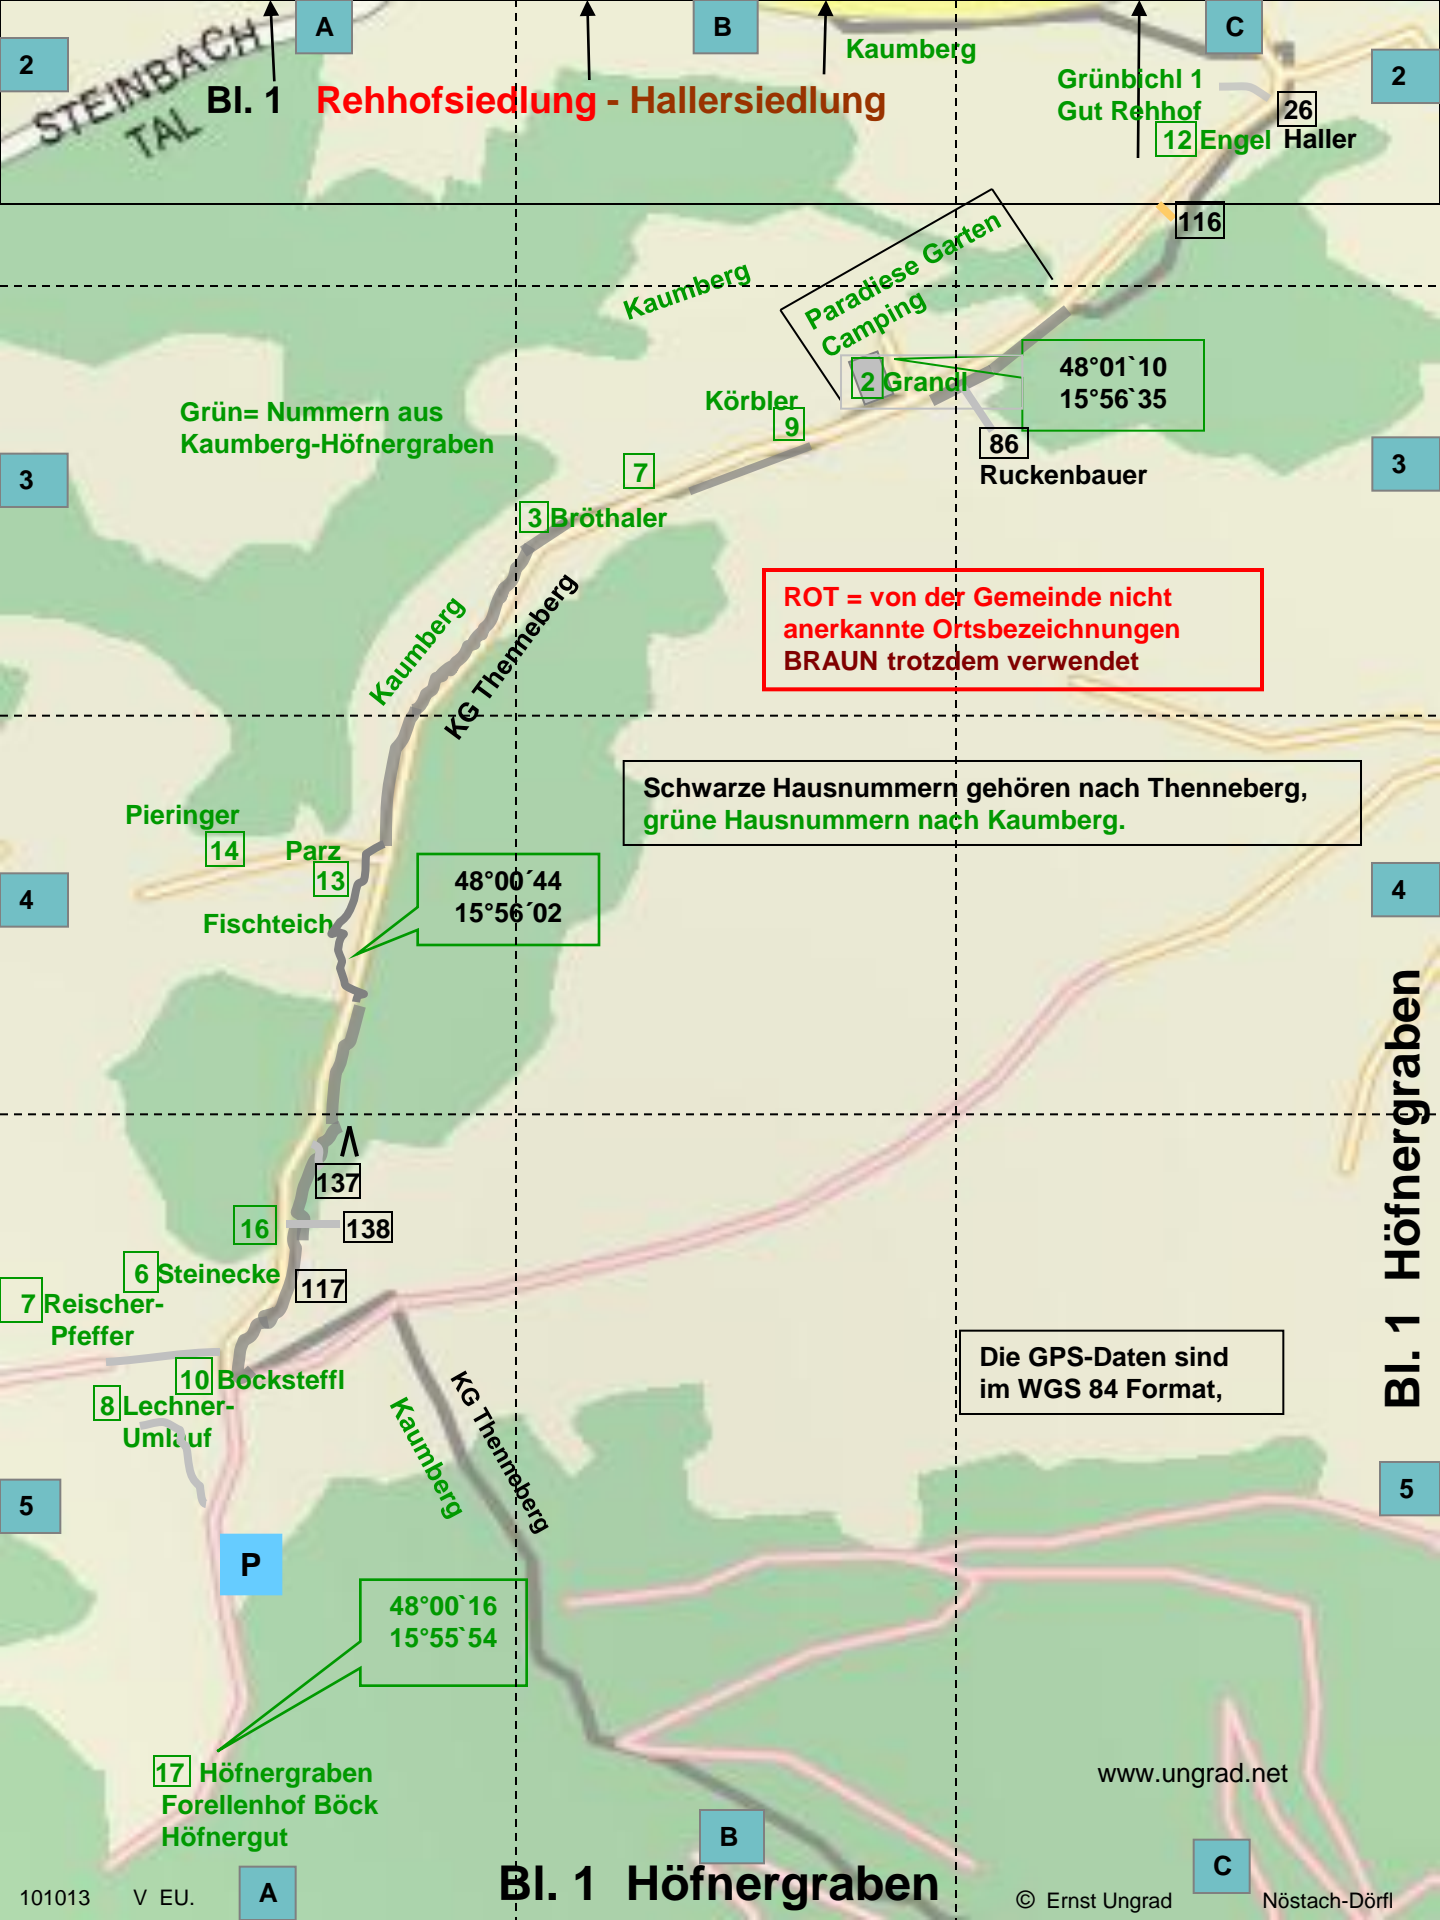 A
B
C
2
2
STEINBACH
TAL
Bl. 1 Rehhofsiedlung - Hallersiedlung
Kaumberg
Grünbichl 1
Gut Rehhof
26
12 Engel Haller
116
Paradiese Garten
Camping
Kaumberg
48°01`10
15°56`35
2 Grandl
Körbler
9
86
Ruckenbauer
Grün= Nummern aus
Kaumberg-Höfnergraben
3
3
7
3 Bröthaler
Kaumberg
KG Thenneberg
ROT = von der Gemeinde nicht
anerkannte Ortsbezeichnungen
BRAUN trotzdem verwendet
Schwarze Hausnummern gehören nach Thenneberg,
grüne Hausnummern nach Kaumberg.
Pieringer
14
Parz
13
Fischteich
48°00´44
15°56´02
4
4
Bl. 1 Höfnergraben
137
16
138
6 Steinecke
117
7 Reischer-
Pfeffer
10 Bocksteffl
8 Lechner-
Umlauf
Kaumberg
KG Thenneberg
Die GPS-Daten sind
im WGS 84 Format,
5
5
P
48°00`16
15°55`54
17 Höfnergraben
Forellenhof Böck
Höfnergut
www.ungrad.net
B
C
A
Bl. 1 Höfnergraben
101013 V EU.
© Ernst Ungrad
Nöstach-Dörfl